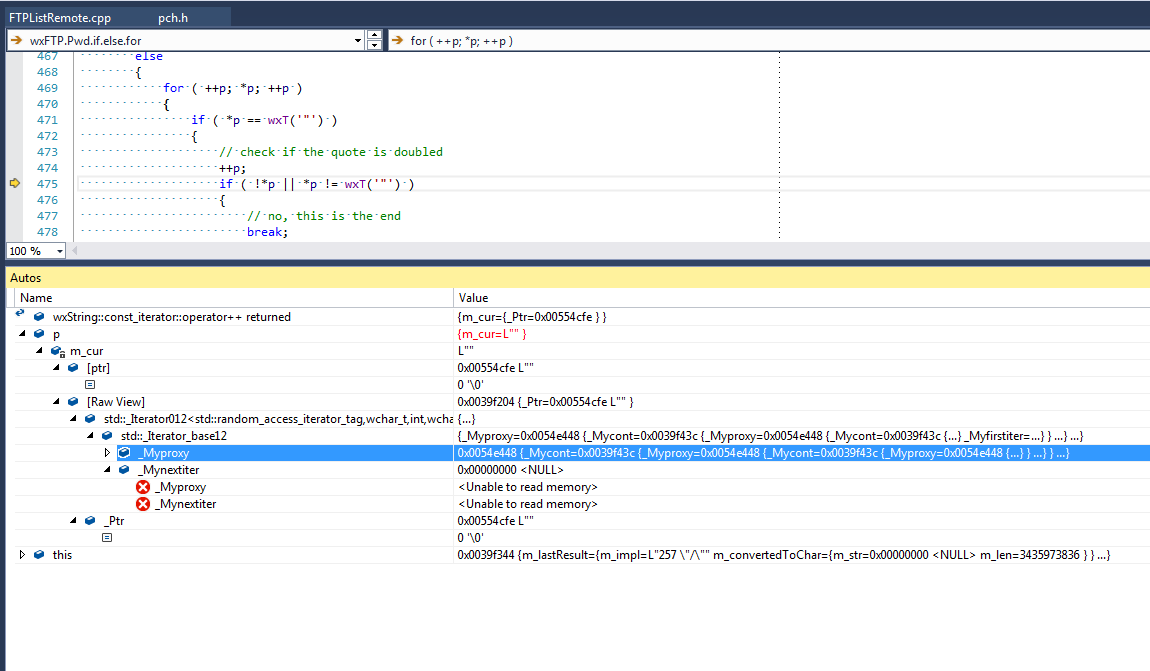 FTPListRemote.cpp pch.h
wxFTP.Pwd.if.else.for for ( ++p; *p; ++p )
467 else
468 {
469 for ( ++p; *p; ++p )
470 {
471 if ( *p == wxT('"') )
472 {
473 // check if the quote is doubled
474 ++p;
475 if ( !*p || *p != wxT('"') )
476 {
477 // no, this is the end
478 break;
100 %
Autos
Name Value
wxString::const_iterator::operator++ returned {m_cur={_Ptr=0x00554cfe } }
p {m_cur=L"" }
m_cur L""
[ptr] 0x00554cfe L""
0 '\0'
[Raw View] 0x0039f204 {_Ptr=0x00554cfe L"" }
std::_Iterator012<std::random_access_iterator_tag,wchar_t,int,wcha {...}
std::_Iterator_base12 {_Myproxy=0x0054e448 {_Mycont=0x0039f43c {_Myproxy=0x0054e448 {_Mycont=0x0039f43c {...} _Myfirstiter=...} } ...} ...}
_Myproxy 0x0054e448 {_Mycont=0x0039f43c {_Myproxy=0x0054e448 {_Mycont=0x0039f43c {_Myproxy=0x0054e448 {...} } ...} } ...}
_Mynextiter 0x00000000 <NULL>
_Myproxy <Unable to read memory>
_Mynextiter <Unable to read memory>
_Ptr 0x00554cfe L""
0 '\0'
this 0x0039f344 {m_lastResult={m_impl=L"257 \"/\"" m_convertedToChar={m_str=0x00000000 <NULL> m_len=3435973836 } } ...}